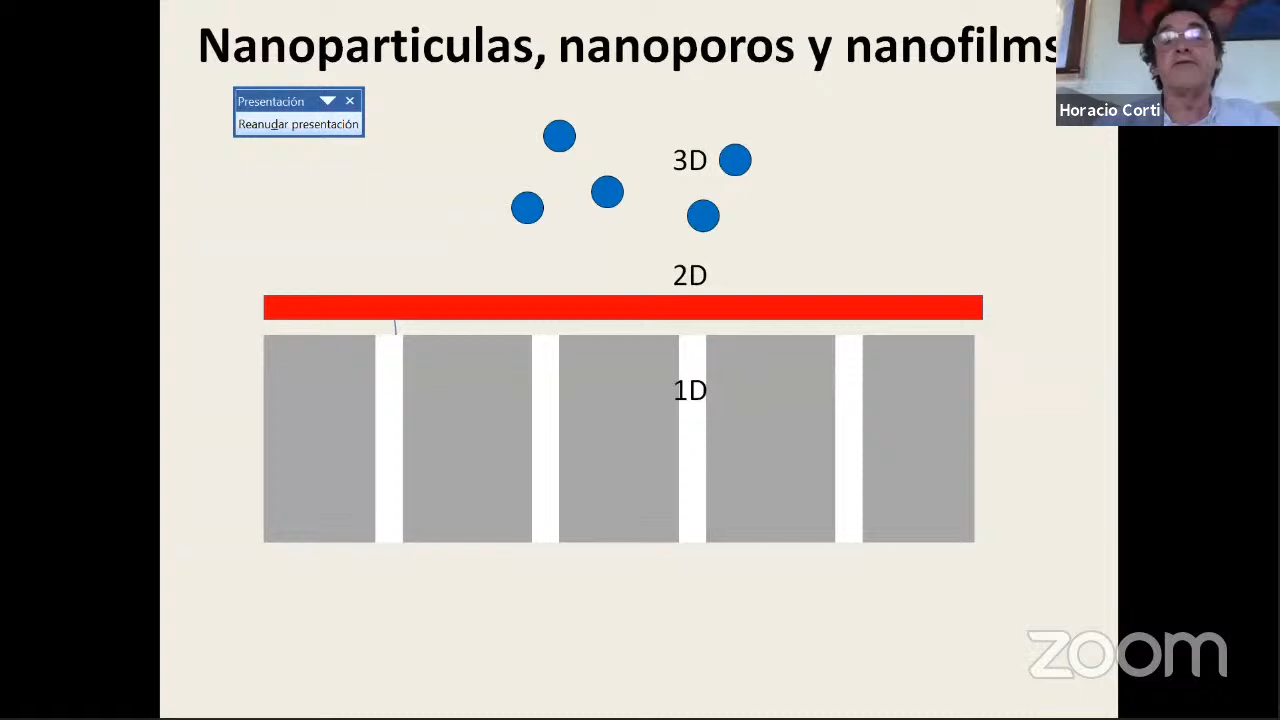 Nanoparticulas, nanoporos y nanofilms
Horacio Corti
Presentación
Reanudar presentación
3D
2D
1D
zoom